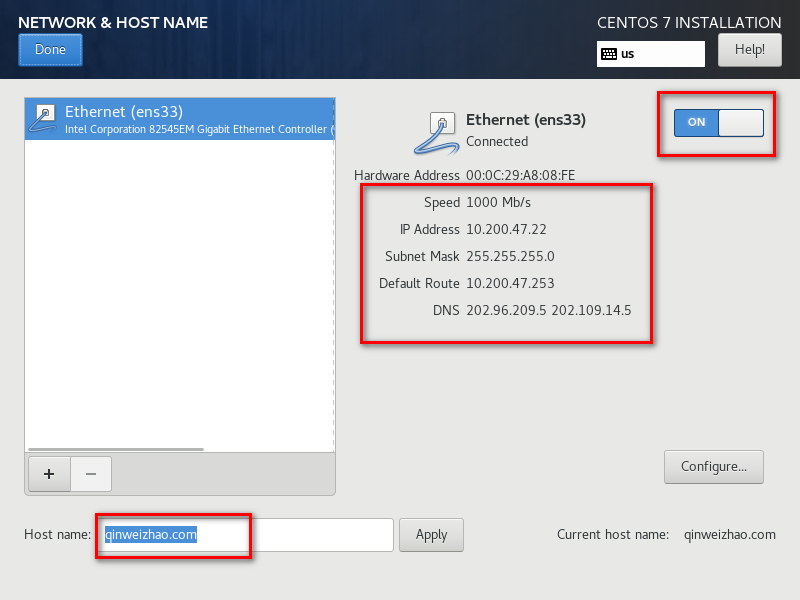 NETWORK & HOST NAME
CENTOS 7 INSTALLATION
Done
us
Help!
Ethernet (ens33)
Intel Corporation 82545EM Gigabit Ethernet Controller (
Ethernet (ens33)
Connected
ON
Hardware Address 00:0C:29:A8:08:FE
Speed 1000 Mb/s
IP Address 10.200.47.22
Subnet Mask 255.255.255.0
Default Route 10.200.47.253
DNS 202.96.209.5 202.109.14.5
+ −
Configure...
Host name: qinweizhao.com
Apply
Current host name: qinweizhao.com